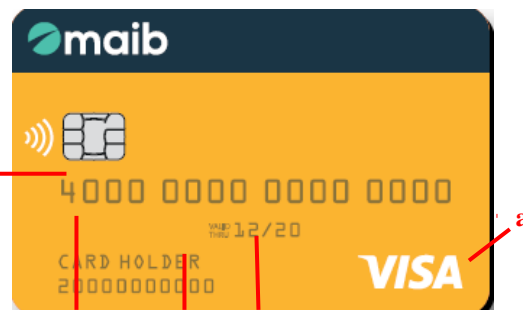 maib
4000 0000 0000 0000
VALID THRU 12/20
CARD HOLDER
20000000000
VISA
a